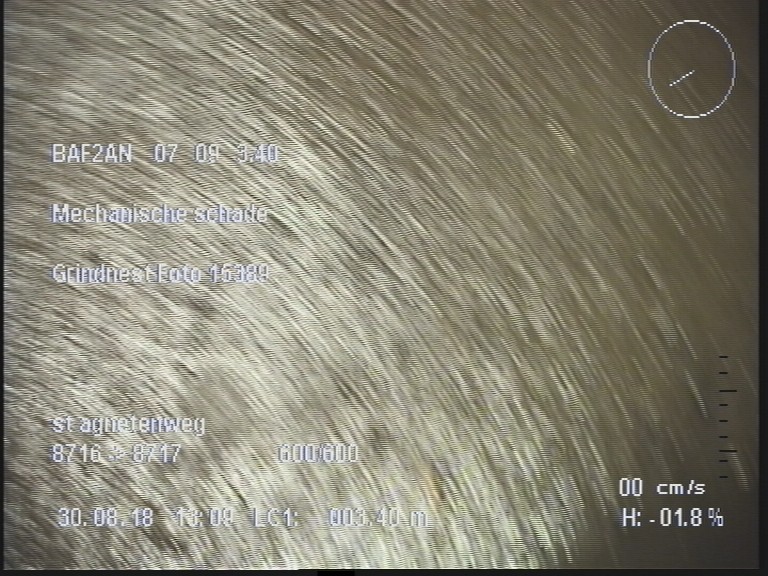 BAF2AN 07 09 3.40
Mechanische schade
Grindnest Foto 15389
st agnetenweg
8716 > 8717 600/600
00 cm/s
30.08.18 13:09 LC1: 003.40 m H: -01.8 %